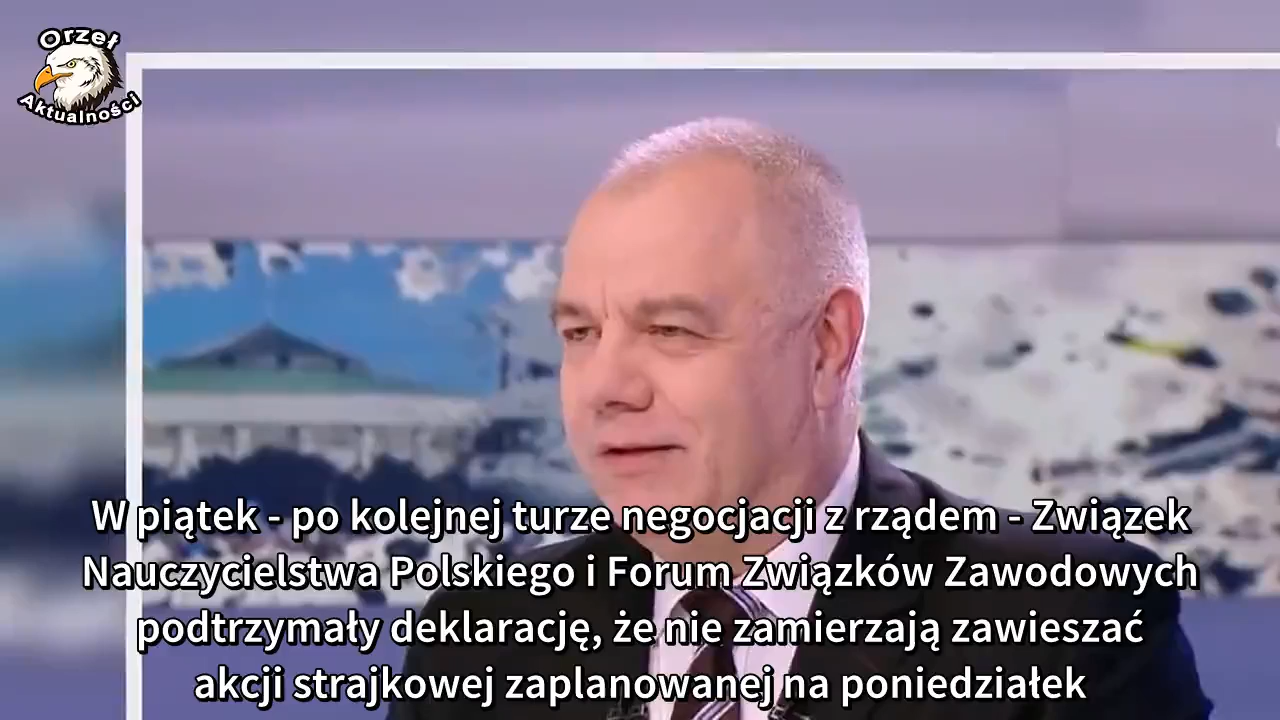 Orzeł
Aktualności
W piątek - po kolejnej turze negocjacji z rządem - Związek
Nauczycielstwa Polskiego i Forum Związków Zawodowych
podtrzymały deklarację, że nie zamierzają zawieszać
akcji strajkowej zaplanowanej na poniedziałek